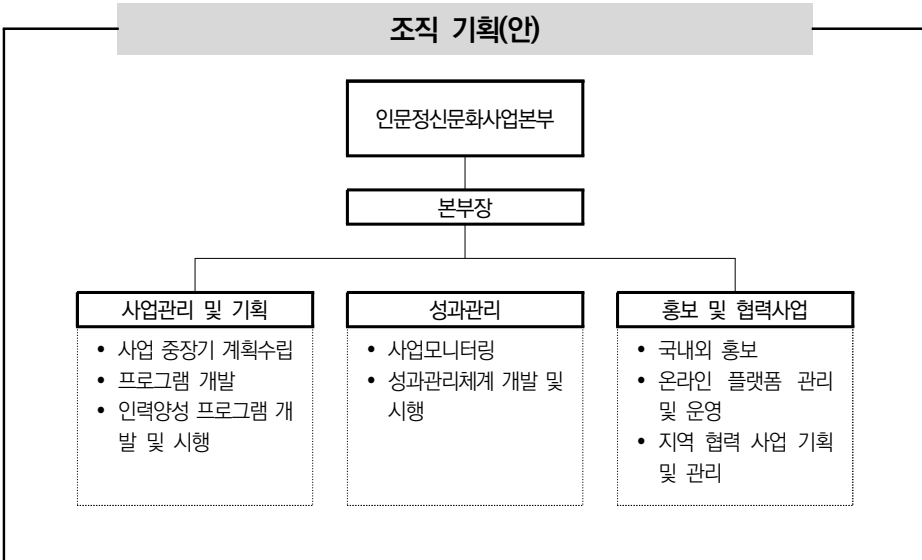 조직 기획(안)
인문정신문화사업본부
본부장
사업관리 및 기획
• 사업 중장기 계획수립
• 프로그램 개발
• 인력양성 프로그램 개
발 및 시행
성과관리
• 사업모니터링
• 성과관리체계 개발 및
시행
홍보 및 협력사업
• 국내외 홍보
• 온라인 플랫폼 관리
및 운영
• 지역 협력 사업 기획
및 관리